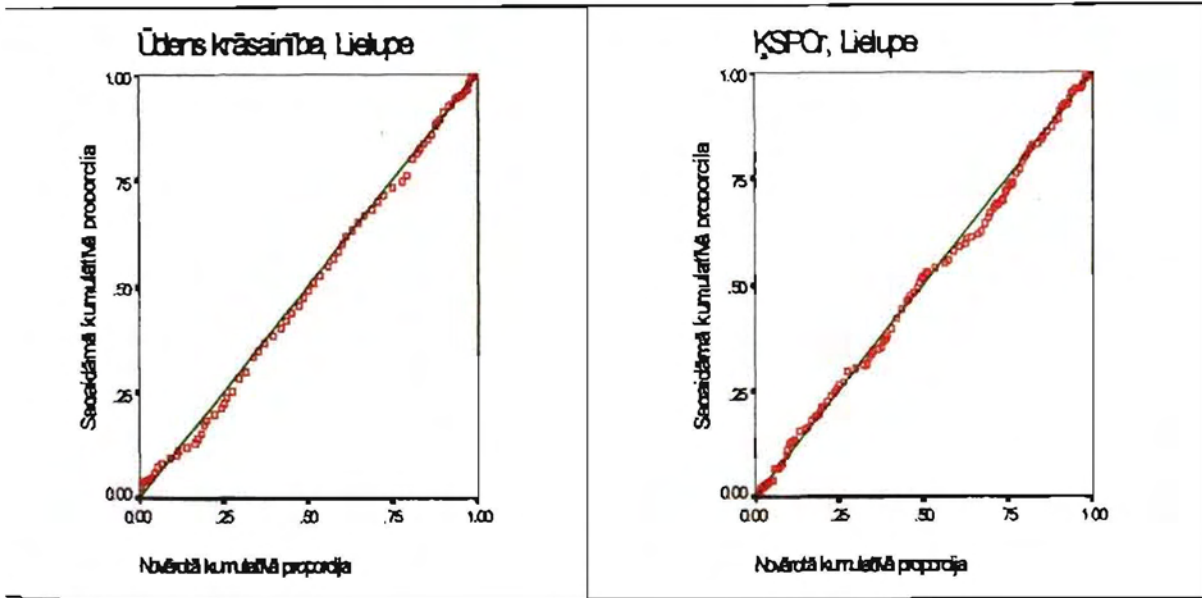 Ūdens krāsainība, Lielupe
1.00
.75
.50
.25
0.00
0.00 .25 .50 .75 1.00
kumulatīvā proporcija
Novērotā kumulatīvā proporcija
ĶSPCr, Lielupe
1.00
.75
.50
.25
0.00
0.00 .25 .50 .75 1.00
kumulatīvā proporcija
Novērotā kumulatīvā proporcija